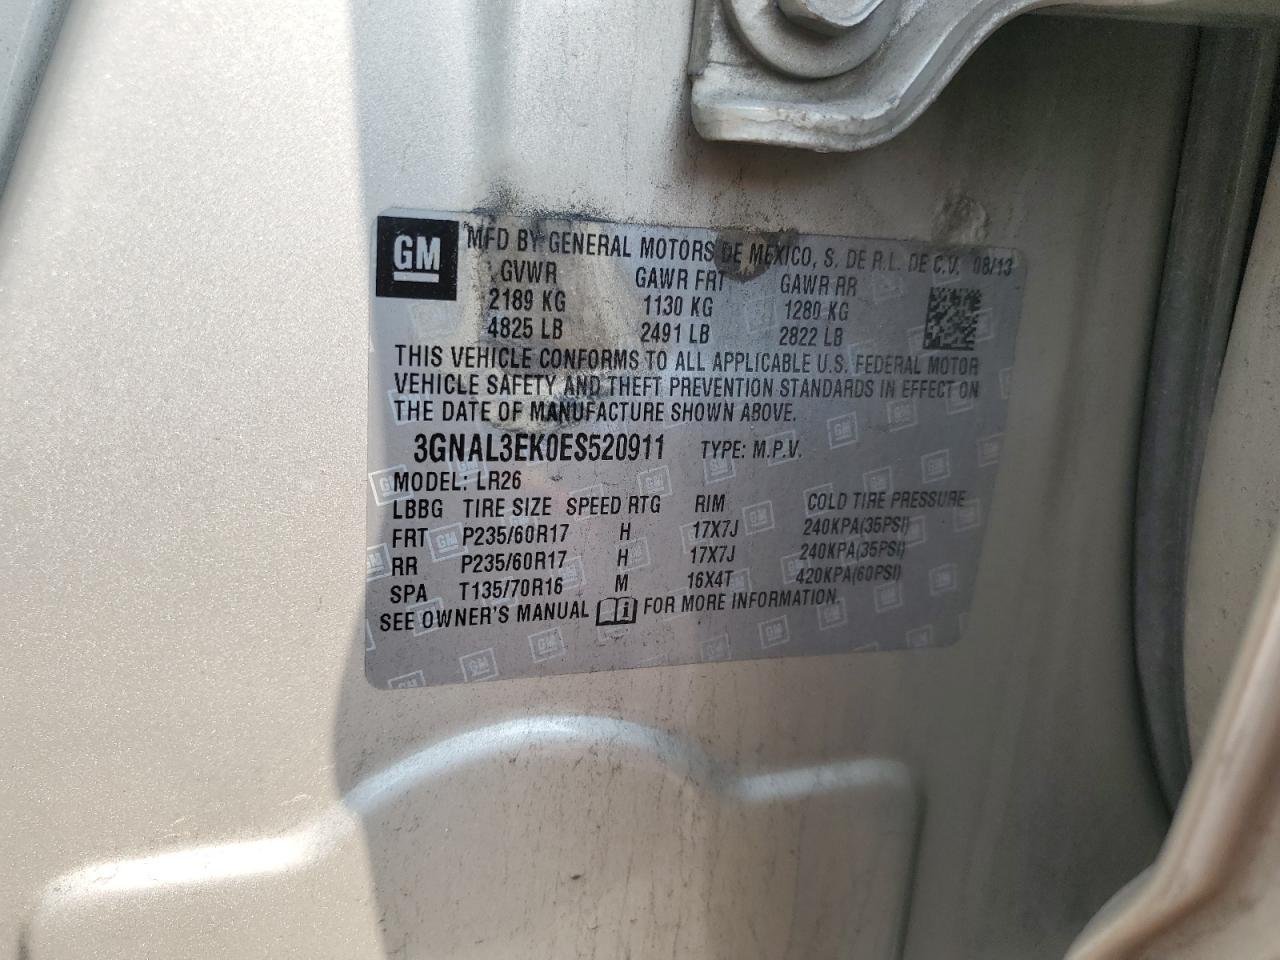 GM MFD BY GENERAL MOTORS DE MEXICO, S. DE R.L. DE C.V. 08/13
GVWR GAWR FRT GAWR RR
2189 KG 1130 KG 1280 KG
4825 LB 2491 LB 2822 LB
THIS VEHICLE CONFORMS TO ALL APPLICABLE U.S. FEDERAL MOTOR
VEHICLE SAFETY AND THEFT PREVENTION STANDARDS IN EFFECT ON
THE DATE OF MANUFACTURE SHOWN ABOVE.
3GNAL3EK0ES520911 TYPE: M.P.V.
MODEL: LR26
LBBG TIRE SIZE SPEED RTG RIM COLD TIRE PRESSURE
FRT P235/60R17 H 17X7J 240KPA(35PSI)
RR P235/60R17 H 17X7J 240KPA(35PSI)
SPA T135/70R16 M 16X4T 420KPA(60PSI)
SEE OWNER'S MANUAL i FOR MORE INFORMATION.